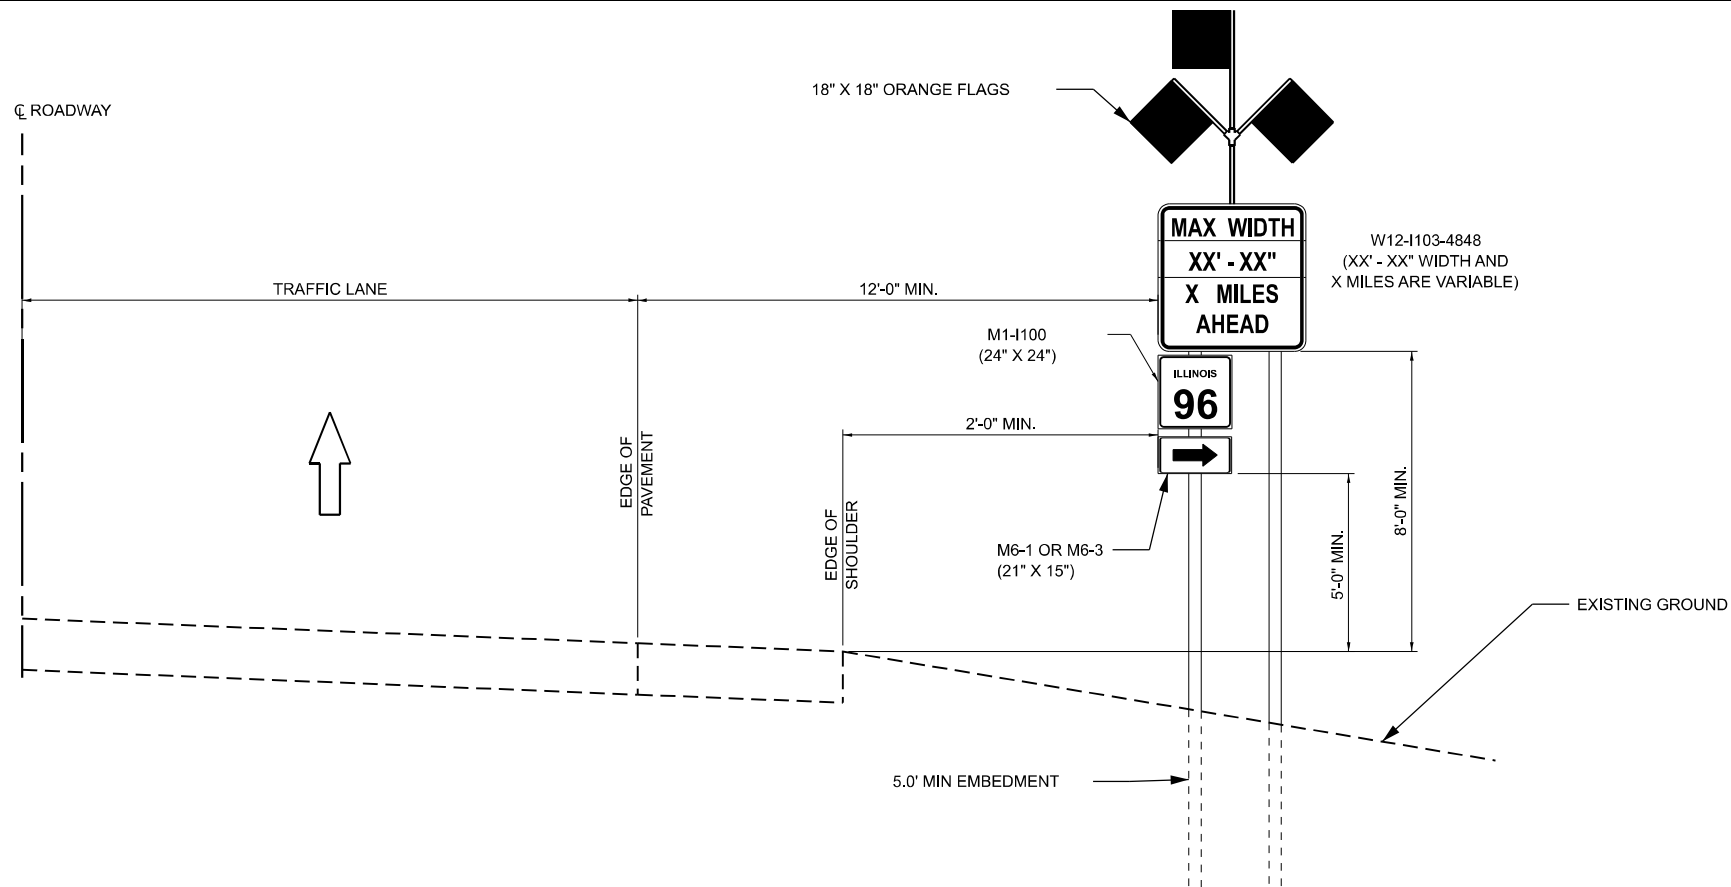 18" X 18" ORANGE FLAGS
℄ ROADWAY
MAX WIDTH
XX' - XX"
X MILES
AHEAD
W12-I103-4848
(XX' - XX" WIDTH AND
X MILES ARE VARIABLE)
TRAFFIC LANE
12'-0" MIN.
M1-I100
(24" X 24")
ILLINOIS
96
2'-0" MIN.
EDGE OF
PAVEMENT
EDGE OF
SHOULDER
M6-1 OR M6-3
(21" X 15")
5'-0" MIN.
8'-0" MIN.
EXISTING GROUND
5.0' MIN EMBEDMENT